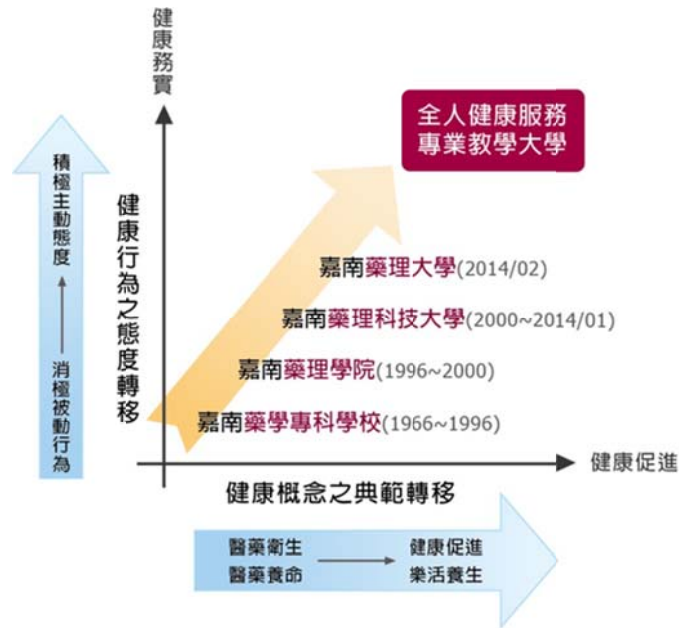 健康務實
全人健康服務
專業教學大學
積極主動態度
消極被動行為
健康行為之態度轉移
嘉南藥理大學(2014/02)
嘉南藥理科技大學(2000~2014/01)
嘉南藥理學院(1996~2000)
嘉南藥學專科學校(1966~1996)
健康促進
健康概念之典範轉移
醫藥衛生
健康促進
醫藥養命
樂活養生